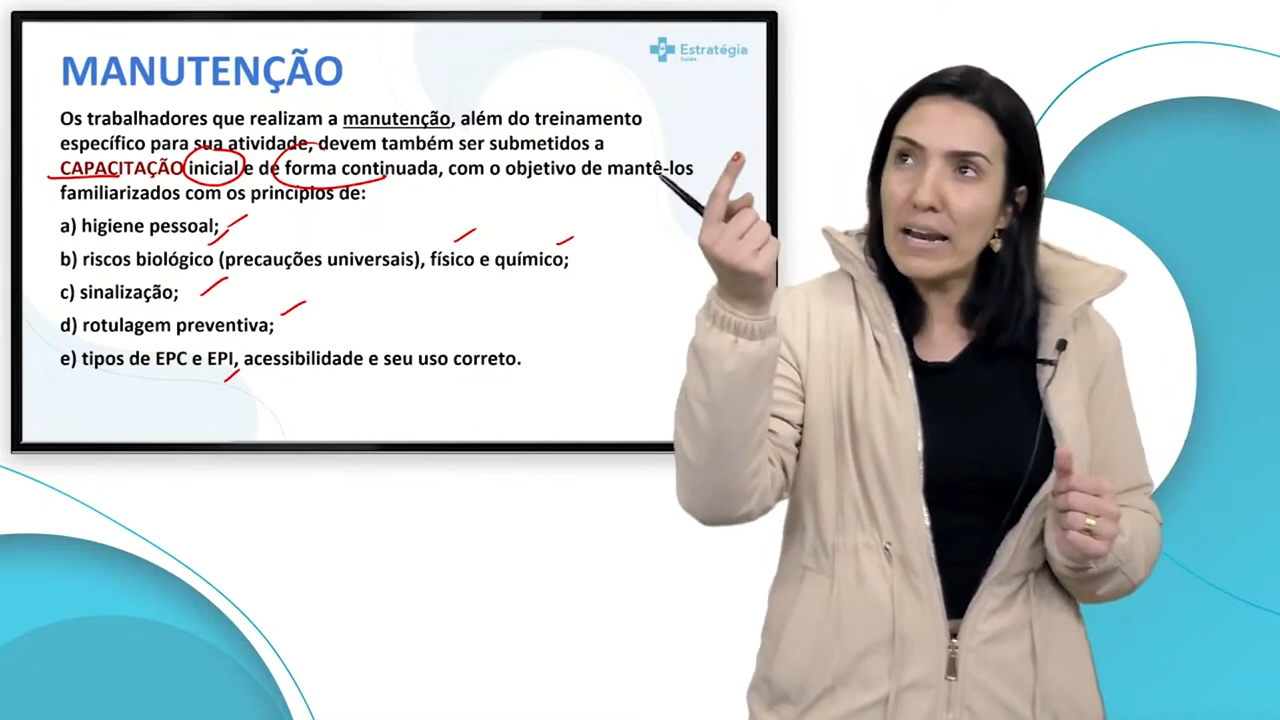 MANUTENÇÃO
Estratégia
Saúde
Os trabalhadores que realizam a manutenção, além do treinamento
específico para sua atividade, devem também ser submetidos a
CAPACITAÇÃO inicial e de forma continuada, com o objetivo de mantê-los
familiarizados com os princípios de:
a) higiene pessoal;
b) riscos biológico (precauções universais), físico e químico;
c) sinalização;
d) rotulagem preventiva;
e) tipos de EPC e EPI, acessibilidade e seu uso correto.